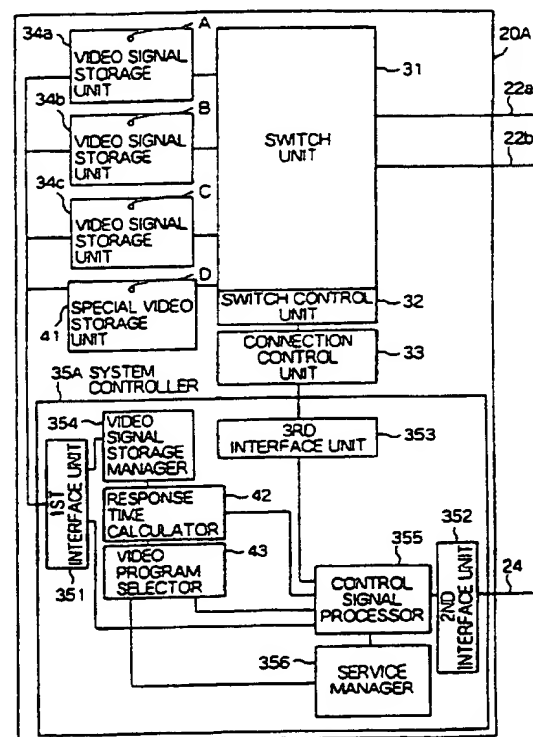 34a
A
VIDEO SIGNAL
STORAGE
UNIT
34b
B
VIDEO SIGNAL
STORAGE
UNIT
34c
C
VIDEO SIGNAL
STORAGE
UNIT
D
SPECIAL VIDEO
STORAGE
UNIT
41
31
SWITCH
UNIT
20A
22a
22b
SWITCH CONTROL
UNIT
32
CONNECTION
CONTROL
UNIT
33
35A
SYSTEM
CONTROLLER
354
VIDEO
SIGNAL
STORAGE
MANAGER
3RD
INTERFACE UNIT
353
1ST
INTERFACE UNIT
351
RESPONSE
TIME
CALCULATOR
42
VIDEO
PROGRAM
SELECTOR
43
355
CONTROL
SIGNAL
PROCESSOR
352
2ND
INTERFACE UNIT
24
356
SERVICE
MANAGER